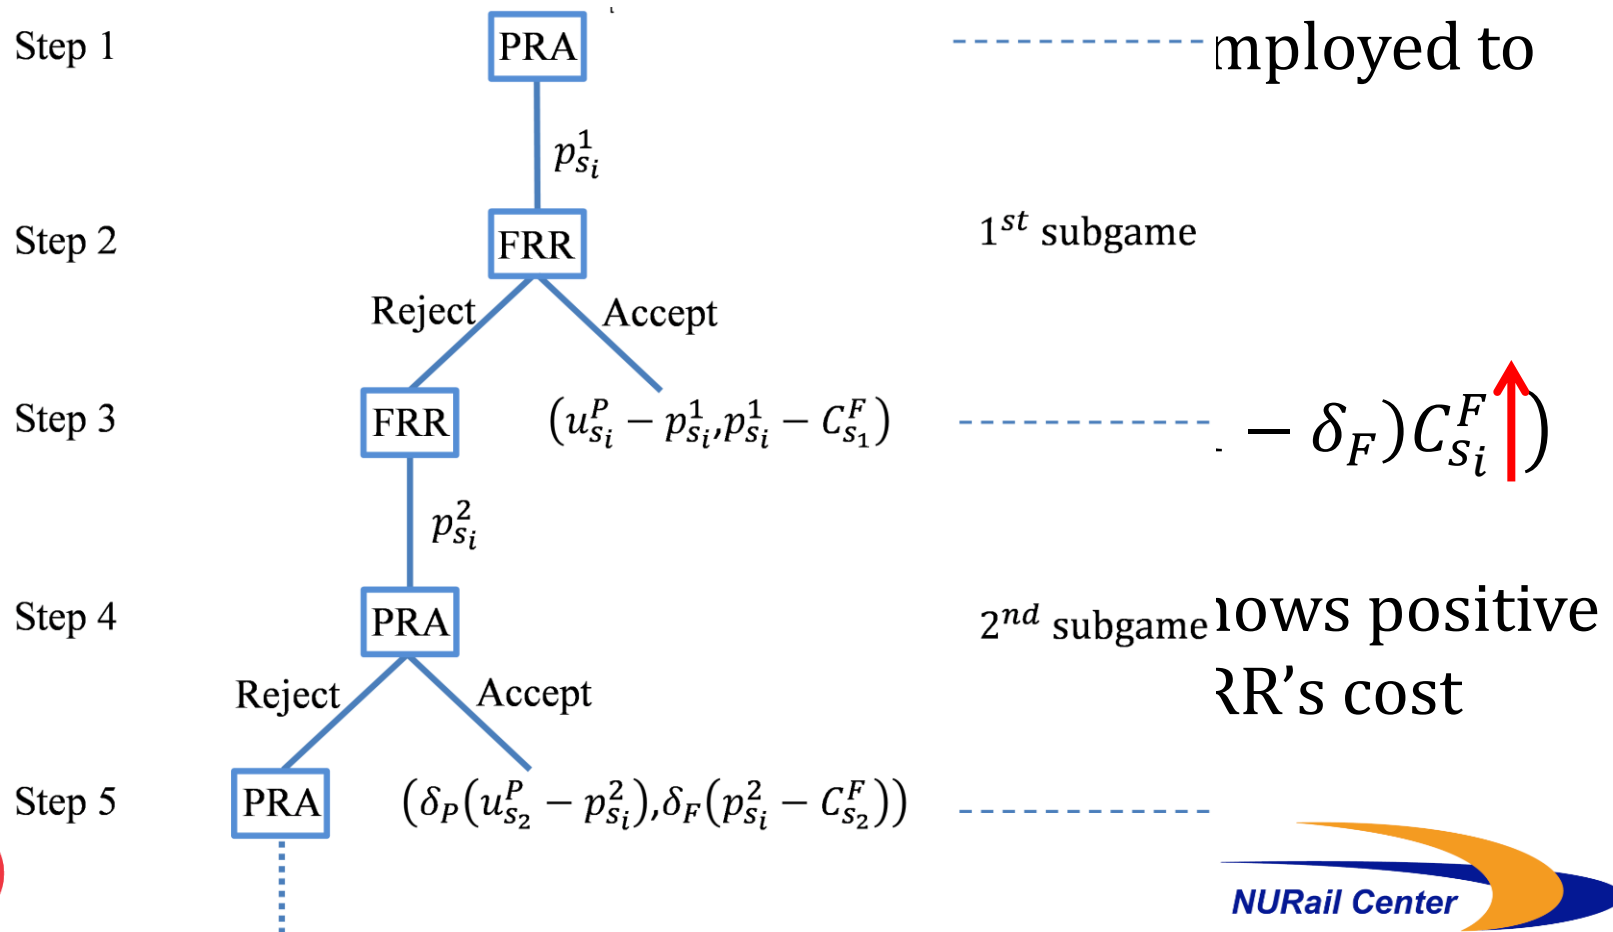 Step 1
PRA
mployed to
p^1_{s_i}
Step 2
FRR
1^{st} subgame
Reject
Accept
Step 3
FRR
(u^P_{s_i} − p^1_{s_i}, p^1_{s_i} − C^F_{s_1})
− δ_F)C^F_{s_i})
p^2_{s_i}
Step 4
PRA
2^{nd} subgame
ows positive
RR’s cost
Reject
Accept
Step 5
PRA
(δ_P(u^P_{s_2} − p^2_{s_i}), δ_F(p^2_{s_i} − C^F_{s_2}))
NURail Center